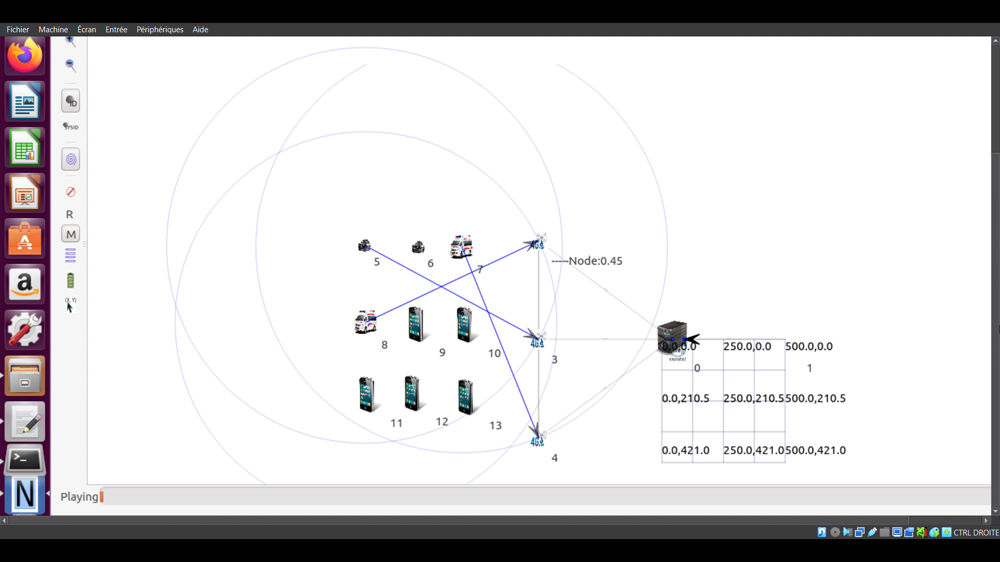 Fichier Machine Écran Entrée Périphériques Aide
ID
SYSID
R
M
(X, Y)
4G
-----Node:0.45
5
6
7
8
9
10
4G
3
0.0,0.0 250.0,0.0 500.0,0.0
camtel
0
1
0.0,210.5 250.0,210.5 500.0,210.5
11
12
13
4G
4
0.0,421.0 250.0,421.0 500.0,421.0
Playing
CTRL DROITE